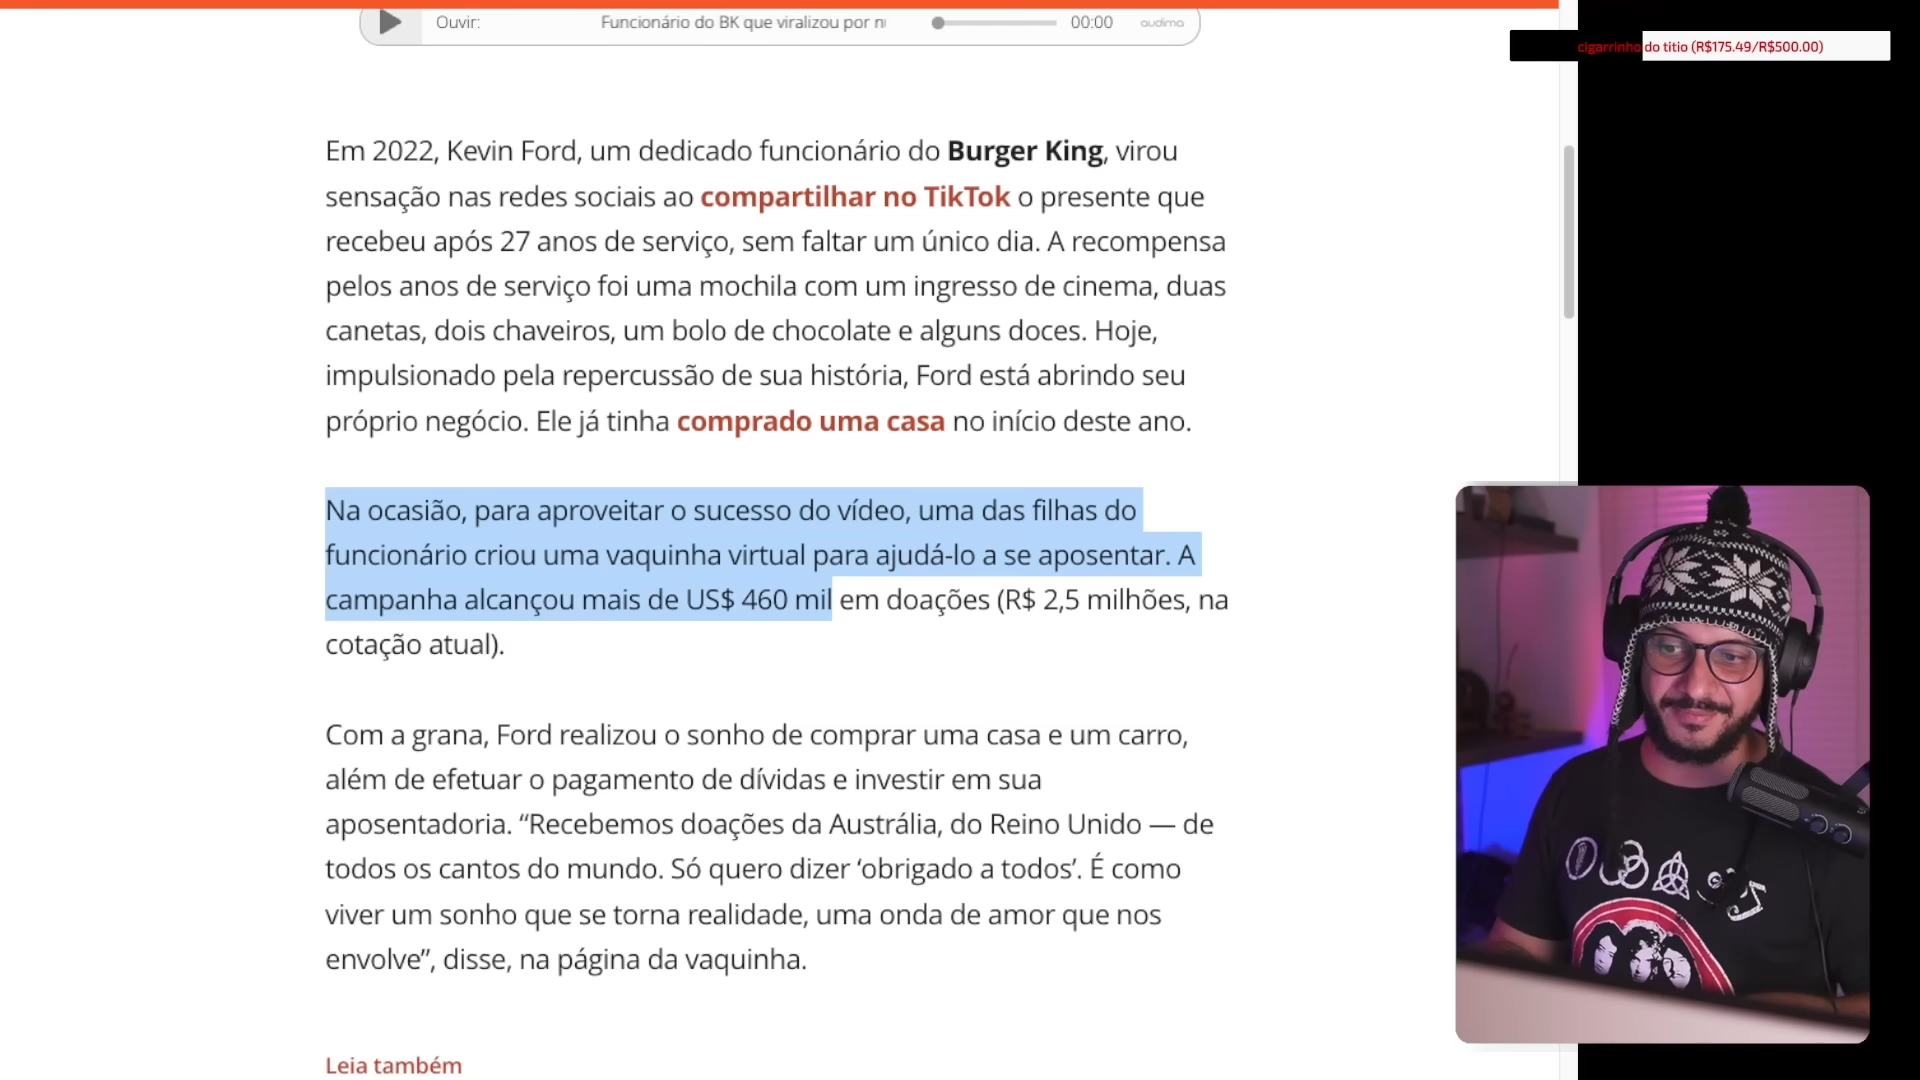 Ouvir:
Funcionário do BK que viralizou por
00:00
audima
cigarrinho do titio (R$175.49/R$500.00)
Em 2022, Kevin Ford, um dedicado funcionário do Burger King, virou
sensação nas redes sociais ao compartilhar no TikTok o presente que
recebeu após 27 anos de serviço, sem faltar um único dia. A recompensa
pelos anos de serviço foi uma mochila com um ingresso de cinema, duas
canetas, dois chaveiros, um bolo de chocolate e alguns doces. Hoje,
impulsionado pela repercussão de sua história, Ford está abrindo seu
próprio negócio. Ele já tinha comprado uma casa no início deste ano.
Na ocasião, para aproveitar o sucesso do vídeo, uma das filhas do
funcionário criou uma vaquinha virtual para ajudá-lo a se aposentar. A
campanha alcançou mais de US$ 460 mil em doações (R$ 2,5 milhões, na
cotação atual).
Com a grana, Ford realizou o sonho de comprar uma casa e um carro,
além de efetuar o pagamento de dívidas e investir em sua
aposentadoria. “Recebemos doações da Austrália, do Reino Unido — de
todos os cantos do mundo. Só quero dizer ‘obrigado a todos’. É como
viver um sonho que se torna realidade, uma onda de amor que nos
envolve”, disse, na página da vaquinha.
Leia também